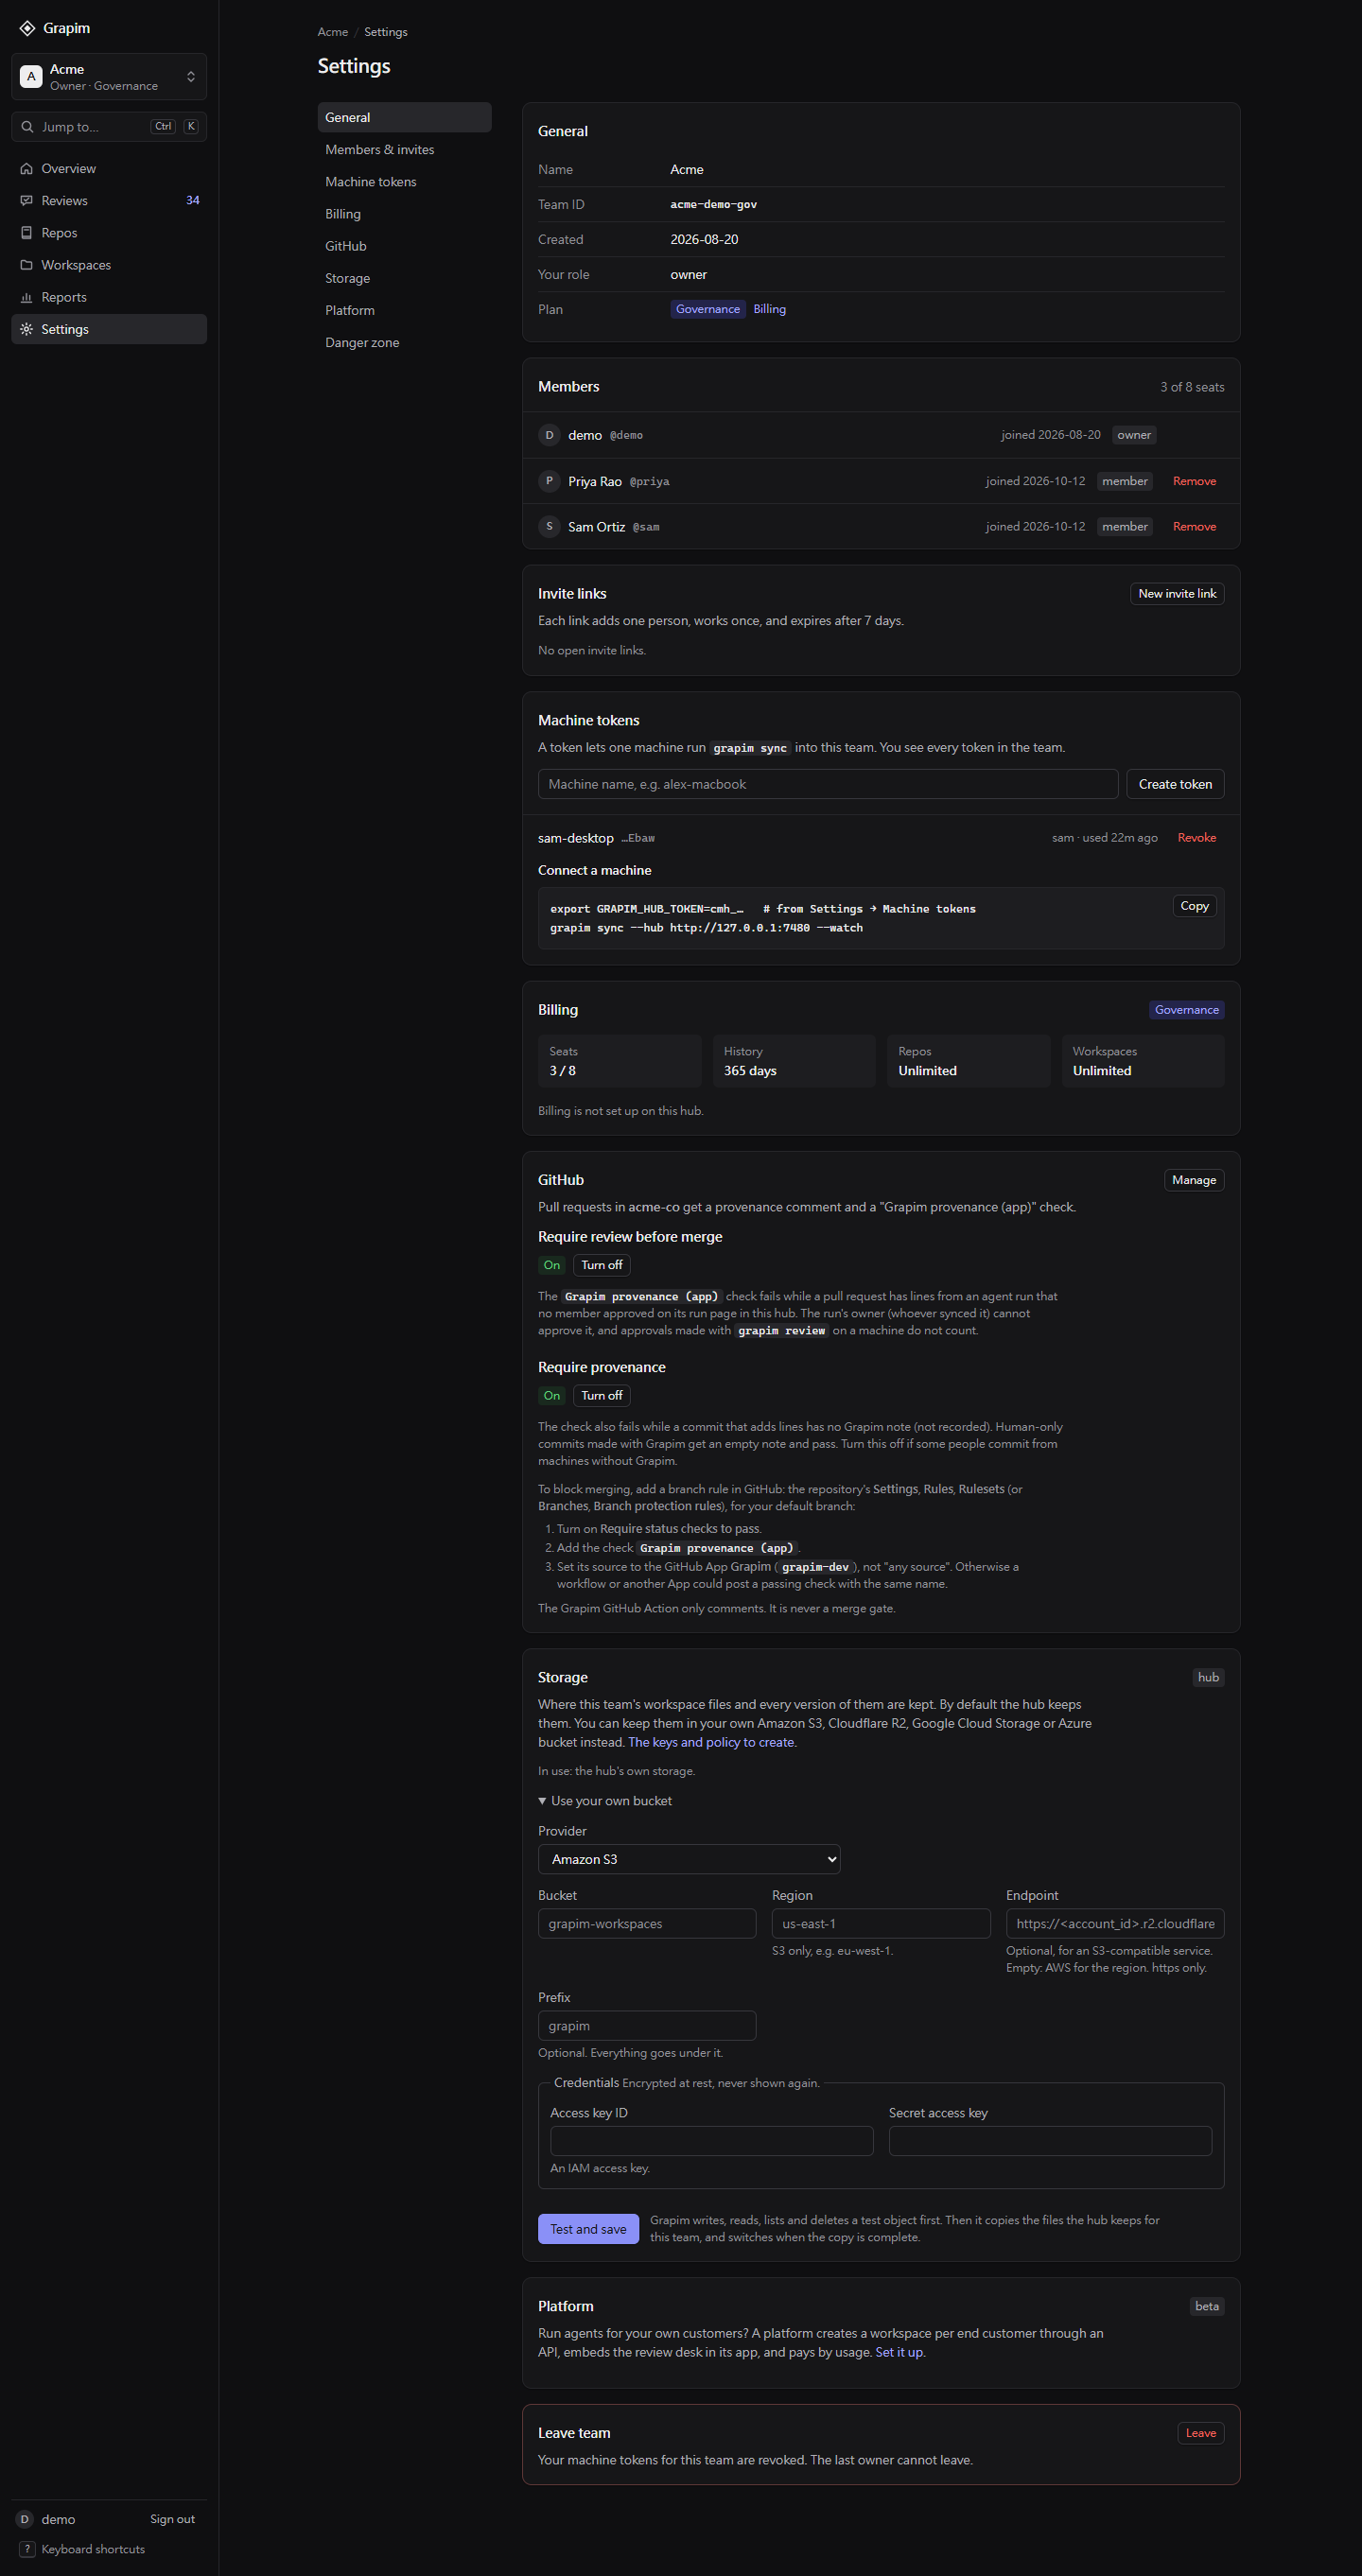 Grapim
A
Acme
Owner · Governance
Jump to...
Ctrl K
Overview
Reviews 34
Repos
Workspaces
Reports
Settings
Acme / Settings
Settings
General
Members & invites
Machine tokens
Billing
GitHub
Storage
Platform
Danger zone
General
Name Acme
Team ID acme-demo-gov
Created 2026-08-20
Your role owner
Plan Governance Billing
Members 3 of 8 seats
D demo @demo joined 2026-08-20 owner
P Priya Rao @priya joined 2026-10-12 member Remove
S Sam Ortiz @sam joined 2026-10-12 member Remove
Invite links New invite link
Each link adds one person, works once, and expires after 7 days.
No open invite links.
Machine tokens
A token lets one machine run grapim sync into this team. You see every token in the team.
Machine name, e.g. alex-macbook Create token
sam-desktop …Ebaw sam · used 22m ago Revoke
Connect a machine
export GRAPIM_HUB_TOKEN=cmh_… # from Settings → Machine tokens
grapim sync --hub http://127.0.0.1:7480 --watch
Copy
Billing Governance
Seats History Repos Workspaces
3 / 8 365 days Unlimited Unlimited
Billing is not set up on this hub.
GitHub Manage
Pull requests in acme-co get a provenance comment and a "Grapim provenance (app)" check.
Require review before merge
On Turn off
The Grapim provenance (app) check fails while a pull request has lines from an agent run that
no member approved on its run page in this hub. The run's owner (whoever synced it) cannot
approve it, and approvals made with grapim review on a machine do not count.
Require provenance
On Turn off
The check also fails while a commit that adds lines has no Grapim note (not recorded). Human-only
commits made with Grapim get an empty note and pass. Turn this off if some people commit from
machines without Grapim.
To block merging, add a branch rule in GitHub: the repository's Settings, Rules, Rulesets (or
Branches, Branch protection rules), for your default branch:
1. Turn on Require status checks to pass.
2. Add the check Grapim provenance (app).
3. Set its source to the GitHub App Grapim (grapim-dev), not "any source". Otherwise a
workflow or another App could post a passing check with the same name.
The Grapim GitHub Action only comments. It is never a merge gate.
Storage hub
Where this team's workspace files and every version of them are kept. By default the hub keeps
them. You can keep them in your own Amazon S3, Cloudflare R2, Google Cloud Storage or Azure
bucket instead. The keys and policy to create.
In use: the hub's own storage.
▼ Use your own bucket
Provider
Amazon S3
Bucket Region Endpoint
grapim-workspaces us-east-1 https://<account_id>.r2.cloudflare
S3 only, e.g. eu-west-1. Optional, for an S3-compatible service.
Empty: AWS for the region. https only.
Prefix
grapim
Optional. Everything goes under it.
Credentials Encrypted at rest, never shown again.
Access key ID Secret access key
An IAM access key.
Test and save
Grapim writes, reads, lists and deletes a test object first. Then it copies the files the hub keeps for
this team, and switches when the copy is complete.
Platform beta
Run agents for your own customers? A platform creates a workspace per end customer through an
API, embeds the review desk in its app, and pays by usage. Set it up.
Leave team Leave
Your machine tokens for this team are revoked. The last owner cannot leave.
D demo Sign out
? Keyboard shortcuts